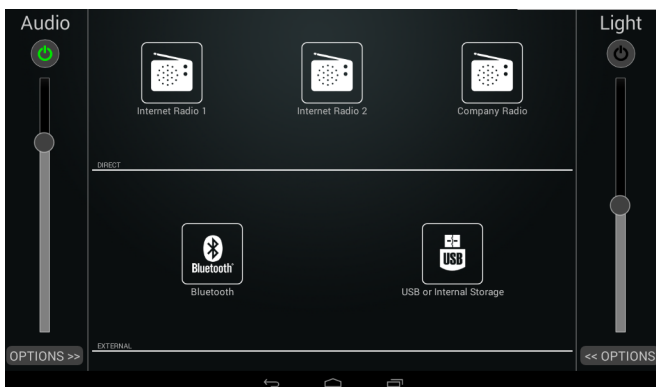 Audio
Light
Internet Radio 1
Internet Radio 2
Company Radio
DIRECT
Bluetooth
USB
Bluetooth
USB or Internal Storage
EXTERNAL
OPTIONS >>
<< OPTIONS